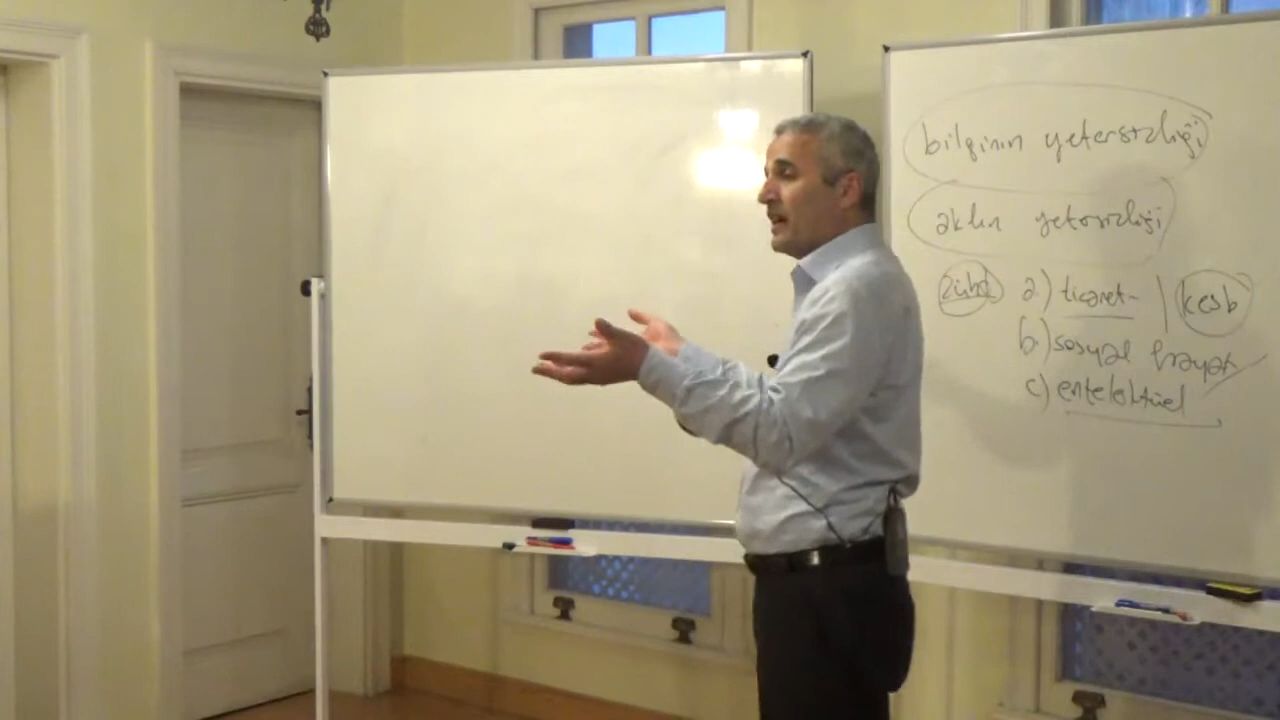 bilginin yetersizliği
aklın yetersizliği
zühd a) ticaret - | kesb
b) sosyal hayat
c) entelektüel